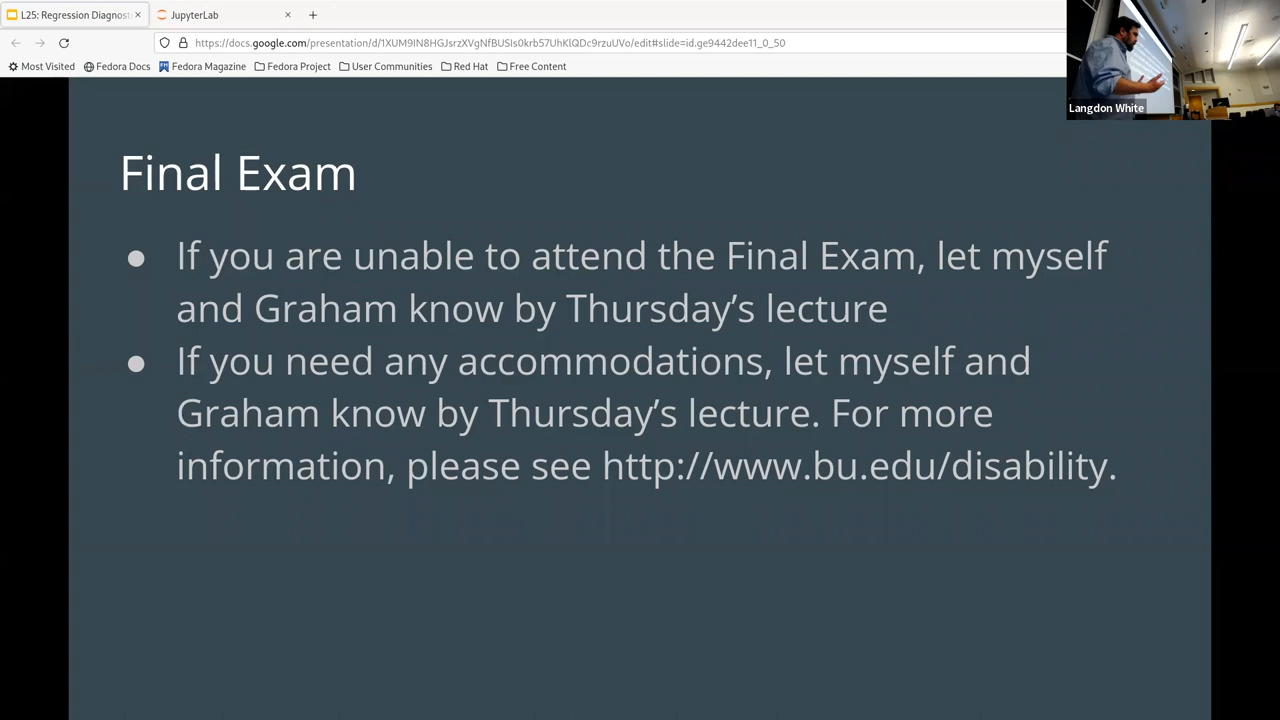 L25: Regression Diagnost
JupyterLab
https://docs.google.com/presentation/d/1XUM9IN8HGJsrzXVgNfBUSIs0krb57UhKlQDc9rzuUVo/edit#slide=id.ge9442dee11_0_50
Most Visited Fedora Docs Fedora Magazine Fedora Project User Communities Red Hat Free Content
Langdon White
Final Exam
● If you are unable to attend the Final Exam, let myself
and Graham know by Thursday’s lecture
● If you need any accommodations, let myself and
Graham know by Thursday’s lecture. For more
information, please see http://www.bu.edu/disability.